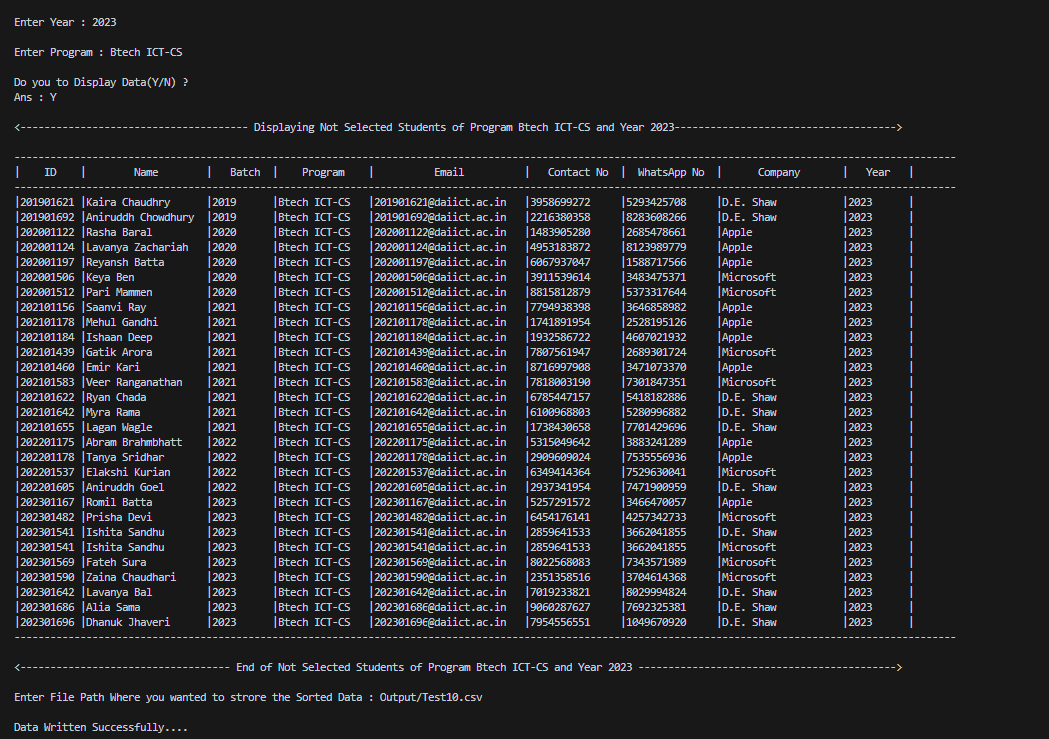 Enter Year : 2023
Enter Program : Btech ICT-CS
Do you to Display Data(Y/N) ?
Ans : Y
<-------------------------------------- Displaying Not Selected Students of Program Btech ICT-CS and Year 2023------------------------------------->
| ID | Name | Batch | Program | Email | Contact No | WhatsApp No | Company | Year |
|201901621 |Kaira Chaudhry |2019 |Btech ICT-CS |201901621@daiict.ac.in |3958699272 |5293425708 |D.E. Shaw |2023 |
|201901692 |Aniruddh Chowdhury |2019 |Btech ICT-CS |201901692@daiict.ac.in |2216380358 |8283608266 |D.E. Shaw |2023 |
|202001122 |Rasha Baral |2020 |Btech ICT-CS |202001122@daiict.ac.in |1483905280 |2685478661 |Apple |2023 |
|202001124 |Lavanya Zachariah |2020 |Btech ICT-CS |202001124@daiict.ac.in |4953183872 |8123989779 |Apple |2023 |
|202001197 |Reyansh Batta |2020 |Btech ICT-CS |202001197@daiict.ac.in |6067937047 |1588717566 |Apple |2023 |
|202001506 |Keya Ben |2020 |Btech ICT-CS |202001506@daiict.ac.in |3911539614 |3483475371 |Microsoft |2023 |
|202001512 |Pari Mammen |2020 |Btech ICT-CS |202001512@daiict.ac.in |8815812879 |5373317644 |Microsoft |2023 |
|202101156 |Saanvi Ray |2021 |Btech ICT-CS |202101156@daiict.ac.in |7794938398 |3646858982 |Apple |2023 |
|202101178 |Mehul Gandhi |2021 |Btech ICT-CS |202101178@daiict.ac.in |1741891954 |2528195126 |Apple |2023 |
|202101184 |Ishaan Deep |2021 |Btech ICT-CS |202101184@daiict.ac.in |1932586722 |4607021932 |Apple |2023 |
|202101439 |Gatik Arora |2021 |Btech ICT-CS |202101439@daiict.ac.in |7807561947 |2689301724 |Microsoft |2023 |
|202101460 |Emir Kari |2021 |Btech ICT-CS |202101460@daiict.ac.in |8716997908 |3471073370 |Apple |2023 |
|202101583 |Veer Ranganathan |2021 |Btech ICT-CS |202101583@daiict.ac.in |7818003190 |7301847351 |Microsoft |2023 |
|202101622 |Ryan Chada |2021 |Btech ICT-CS |202101622@daiict.ac.in |6785447157 |5418182886 |D.E. Shaw |2023 |
|202101642 |Myra Rama |2021 |Btech ICT-CS |202101642@daiict.ac.in |6100968803 |5280996882 |D.E. Shaw |2023 |
|202101655 |Lagan Wagle |2021 |Btech ICT-CS |202101655@daiict.ac.in |1738430658 |7701429696 |D.E. Shaw |2023 |
|202201175 |Abram Brahmbhatt |2022 |Btech ICT-CS |202201175@daiict.ac.in |5315049642 |3883241289 |Apple |2023 |
|202201178 |Tanya Sridhar |2022 |Btech ICT-CS |202201178@daiict.ac.in |2909609024 |7535556936 |Apple |2023 |
|202201537 |Elakshi Kurian |2022 |Btech ICT-CS |202201537@daiict.ac.in |6349414364 |7529630041 |Microsoft |2023 |
|202201605 |Aniruddh Goel |2022 |Btech ICT-CS |202201605@daiict.ac.in |2937341954 |7471900959 |D.E. Shaw |2023 |
|202301167 |Romil Batta |2023 |Btech ICT-CS |202301167@daiict.ac.in |5257291572 |3466470057 |Apple |2023 |
|202301482 |Prisha Devi |2023 |Btech ICT-CS |202301482@daiict.ac.in |6454176141 |4257342733 |Microsoft |2023 |
|202301541 |Ishita Sandhu |2023 |Btech ICT-CS |202301541@daiict.ac.in |2859641533 |3662041855 |D.E. Shaw |2023 |
|202301541 |Ishita Sandhu |2023 |Btech ICT-CS |202301541@daiict.ac.in |2859641533 |3662041855 |Microsoft |2023 |
|202301569 |Fateh Sura |2023 |Btech ICT-CS |202301569@daiict.ac.in |8022568083 |7343571989 |Microsoft |2023 |
|202301590 |Zaina Chaudhari |2023 |Btech ICT-CS |202301590@daiict.ac.in |2351358516 |3704614368 |Microsoft |2023 |
|202301642 |Lavanya Bal |2023 |Btech ICT-CS |202301642@daiict.ac.in |7019233821 |8029994824 |D.E. Shaw |2023 |
|202301686 |Alia Sama |2023 |Btech ICT-CS |202301686@daiict.ac.in |9060287627 |7692325381 |D.E. Shaw |2023 |
|202301696 |Dhanuk Jhaveri |2023 |Btech ICT-CS |202301696@daiict.ac.in |7954556551 |1049670920 |D.E. Shaw |2023 |
<----------------------------------- End of Not Selected Students of Program Btech ICT-CS and Year 2023 ------------------------------------------->
Enter File Path Where you wanted to strore the Sorted Data : Output/Test10.csv
Data Written Successfully....